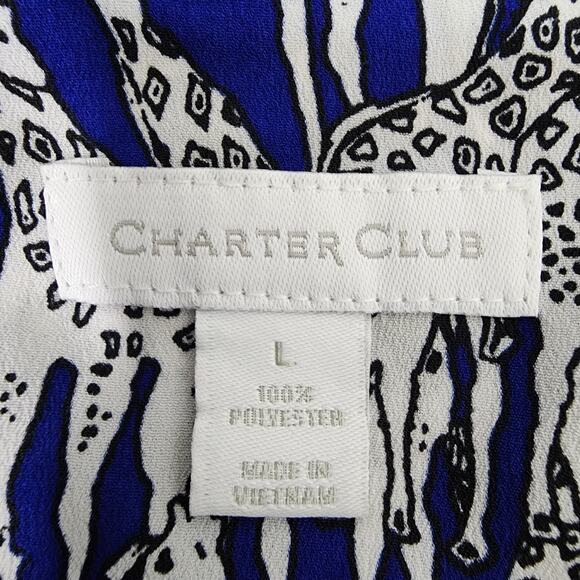 CHARTER CLUB
L
100%
POLYESTER
MADE IN
VIETNAM